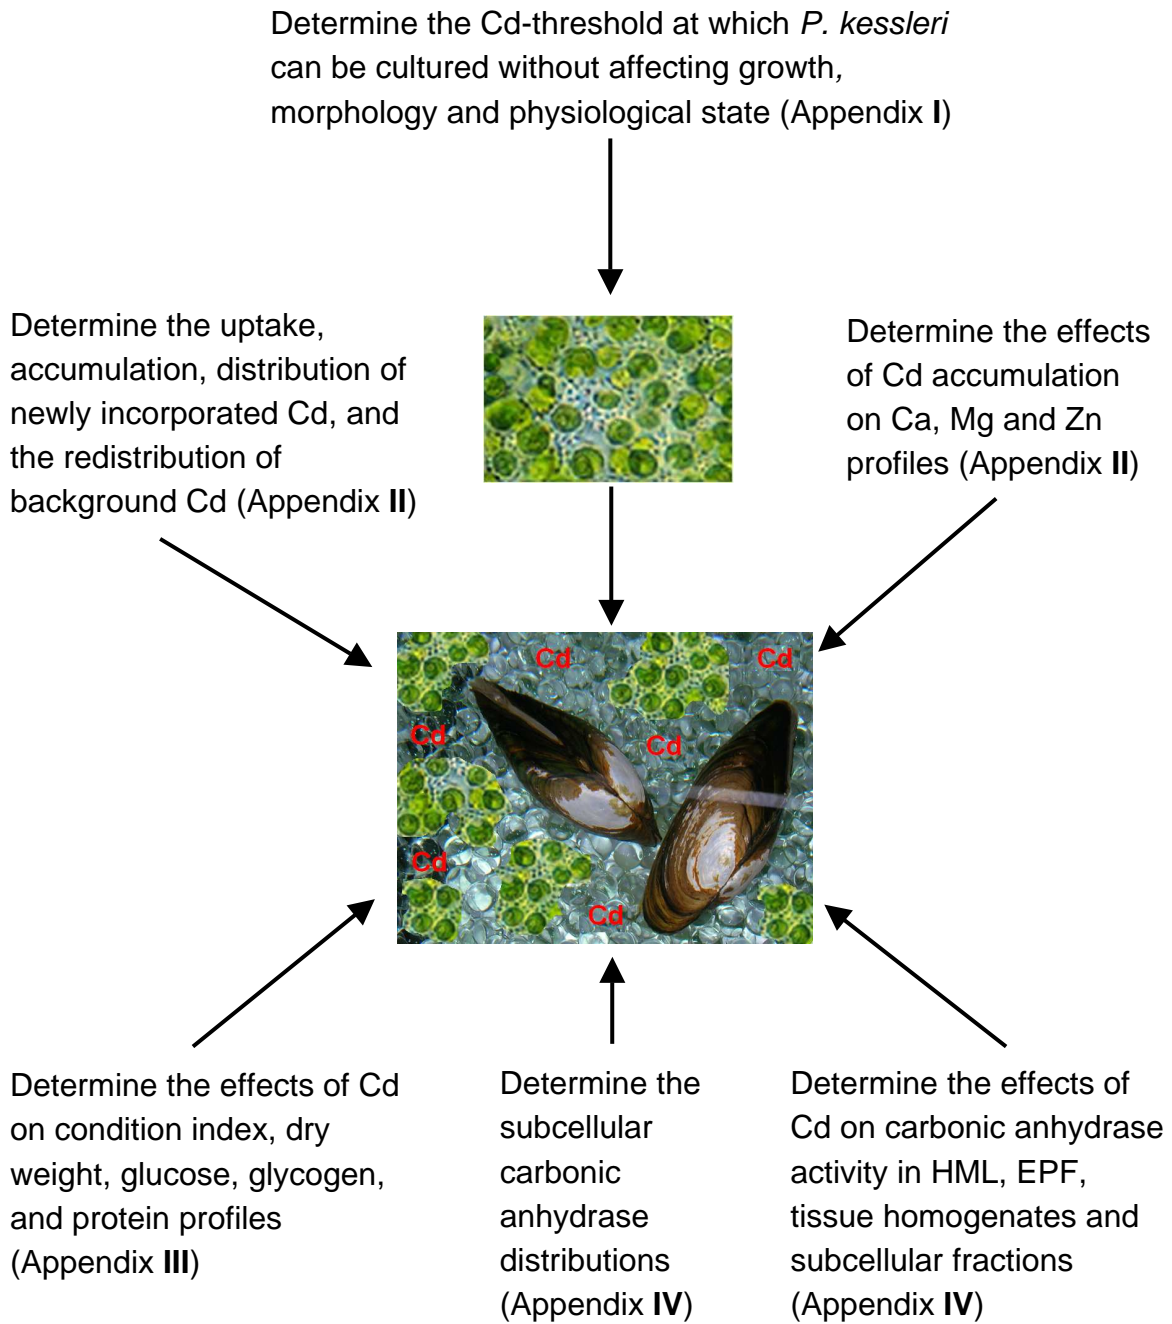 Determine the Cd-threshold at which P. kessleri
can be cultured without affecting growth,
morphology and physiological state (Appendix I)
Determine the uptake,
accumulation, distribution of
newly incorporated Cd, and
the redistribution of
background Cd (Appendix II)
Determine the effects
of Cd accumulation
on Ca, Mg and Zn
profiles (Appendix II)
Cd
Cd
Cd
Cd
Cd
Cd
Determine the effects of Cd
on condition index, dry
weight, glucose, glycogen,
and protein profiles
(Appendix III)
Determine the
subcellular
carbonic
anhydrase
distributions
(Appendix IV)
Determine the effects of
Cd on carbonic anhydrase
activity in HML, EPF,
tissue homogenates and
subcellular fractions
(Appendix IV)